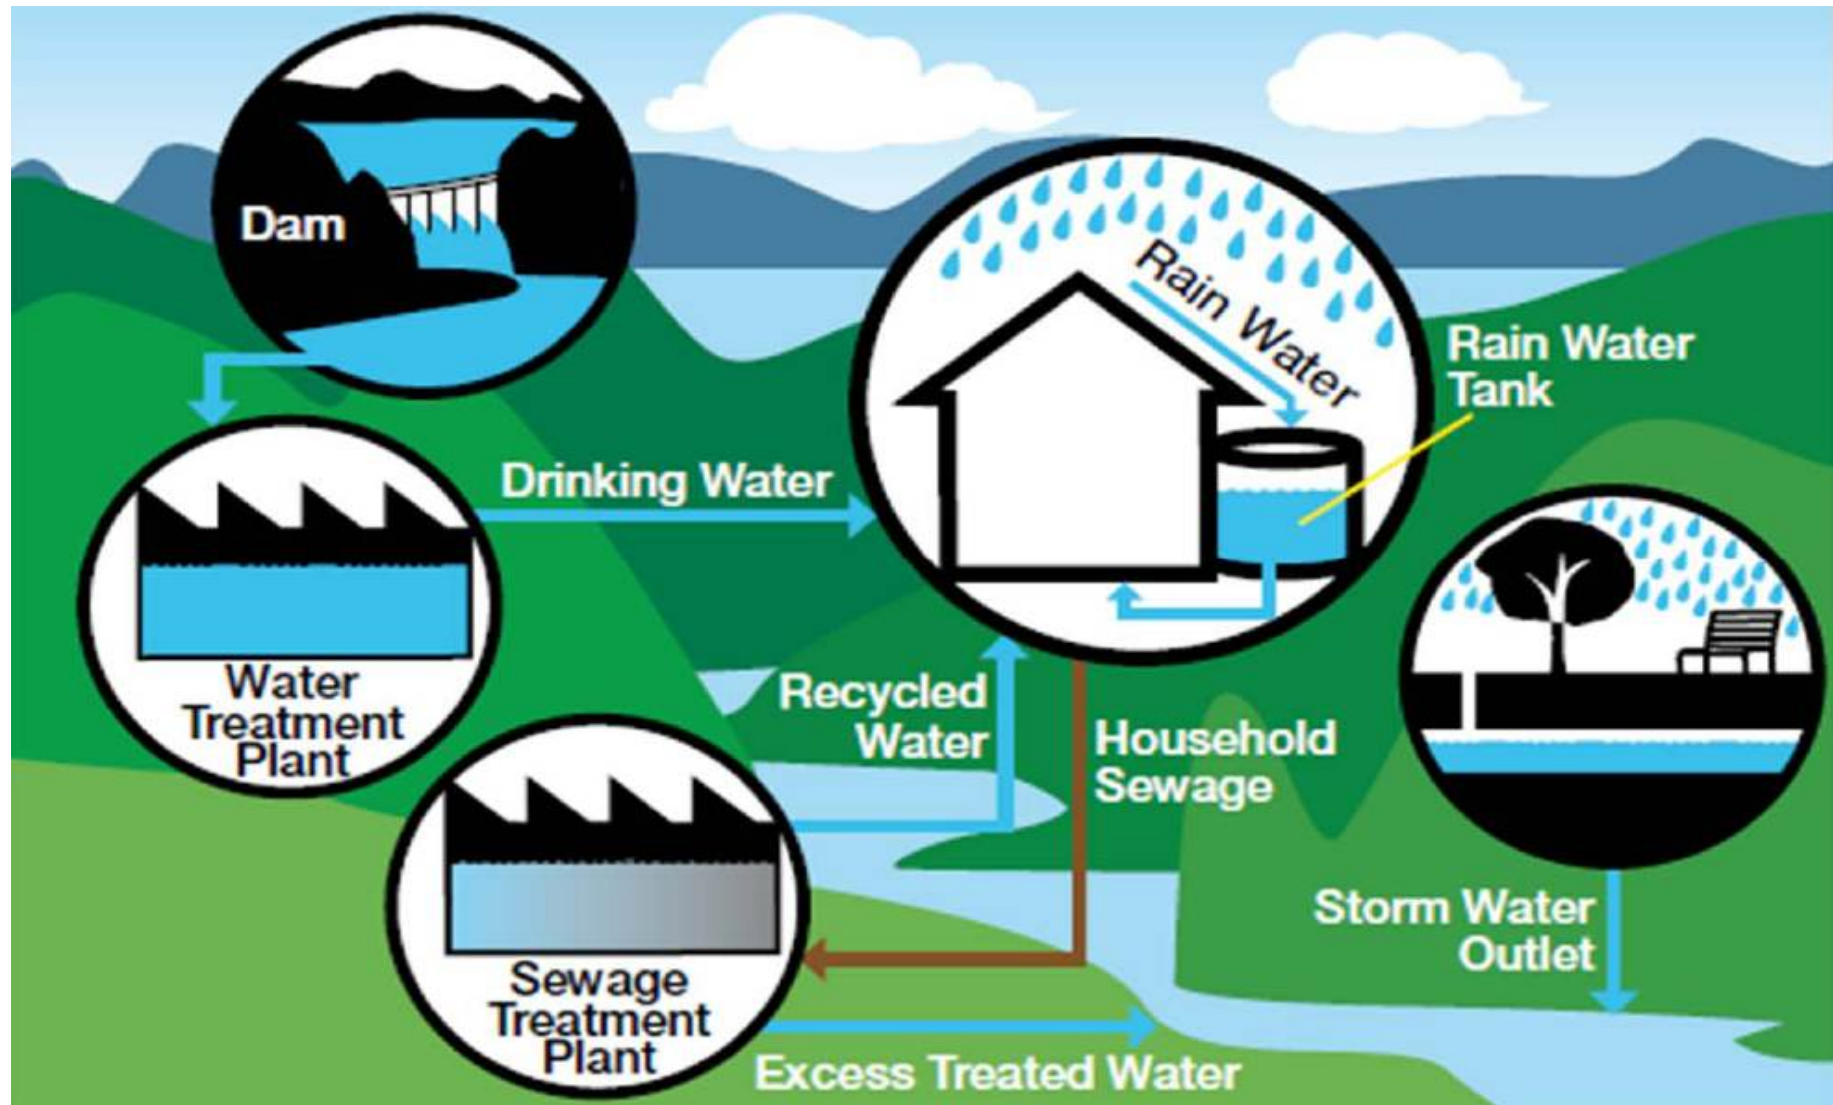 Dam
Rain Water
Rain Water
Tank
Drinking Water
Water
Treatment
Plant
Recycled
Water
Household
Sewage
Storm Water
Outlet
Sewage
Treatment
Plant
Excess Treated Water